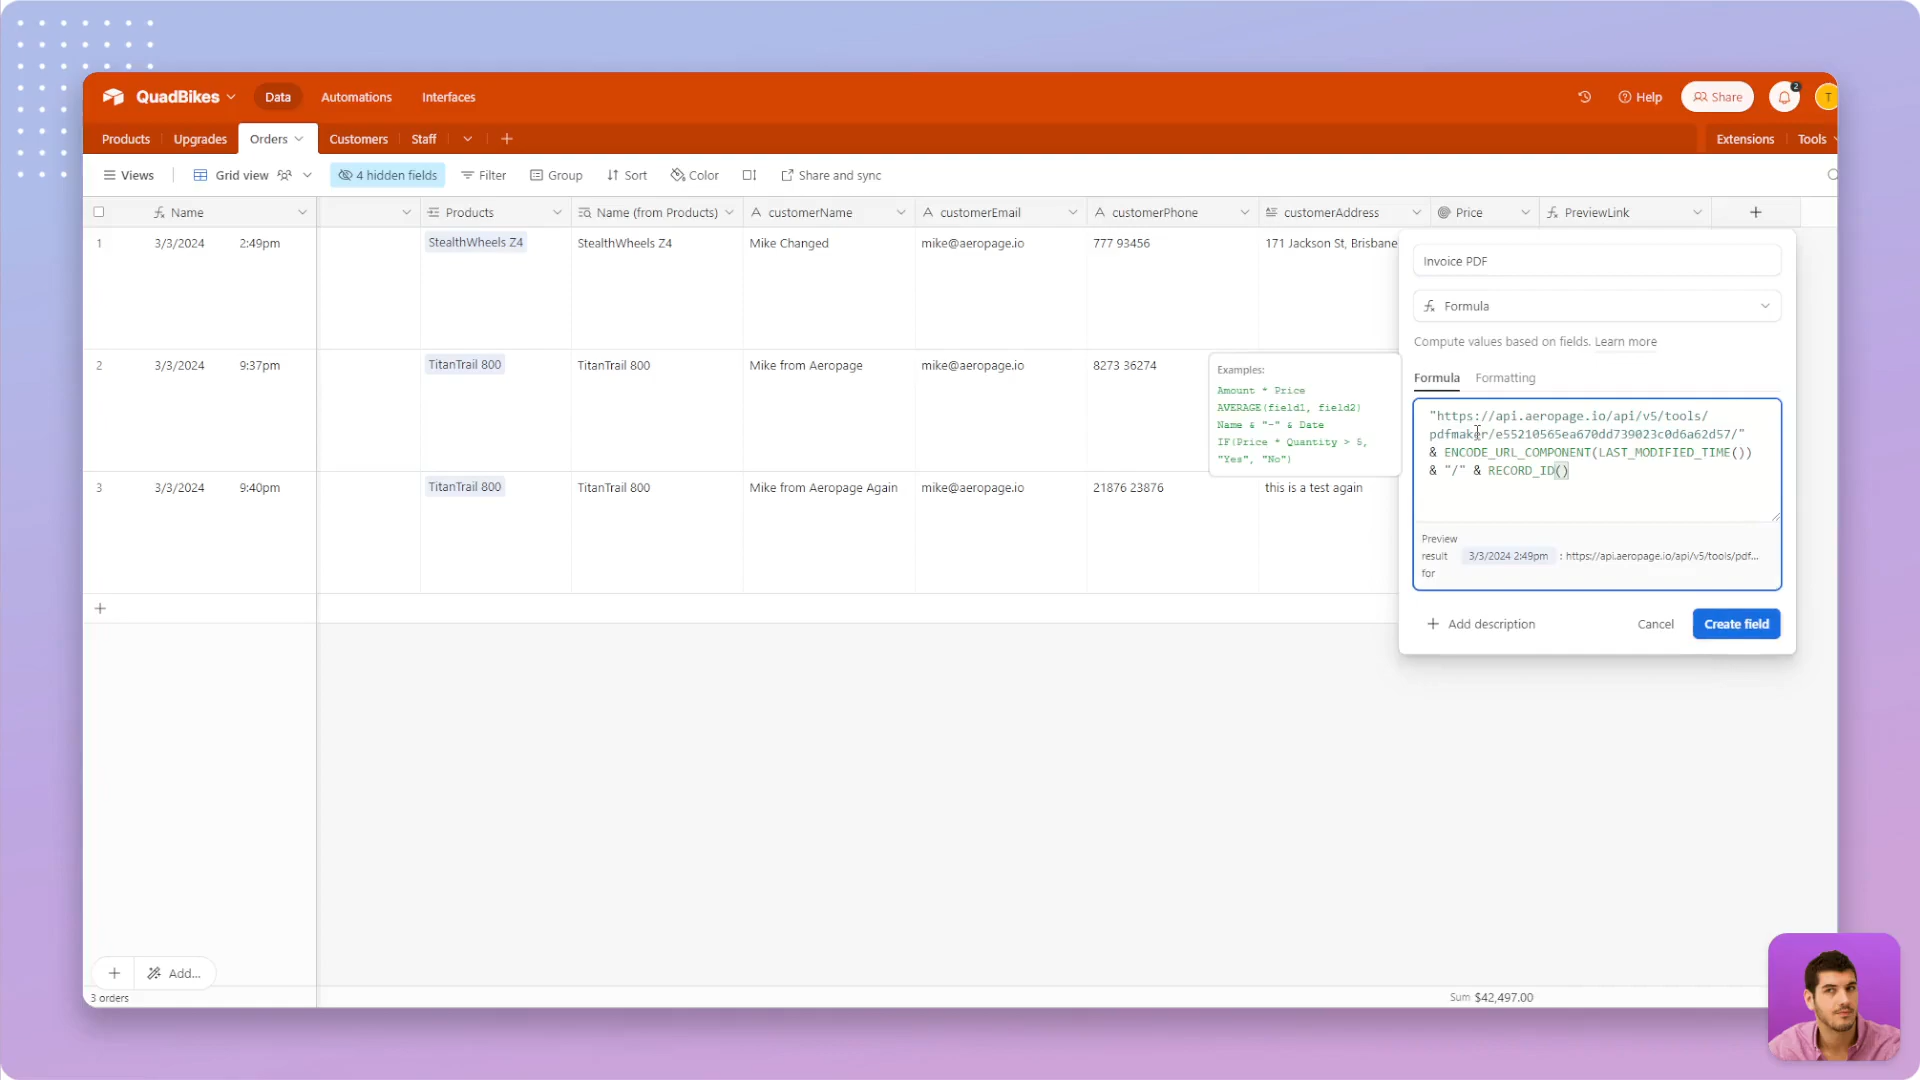 QuadBikes
Data
Automations
Interfaces
Help
Share
2
T
Products
Upgrades
Orders
Customers
Staff
Extensions
Tools
Views
Grid view
4 hidden fields
Filter
Group
Sort
Color
Share and sync
Name
Products
Name (from Products)
customerName
customerEmail
customerPhone
customerAddress
Price
PreviewLink
1 3/3/2024 2:49pm StealthWheels Z4 StealthWheels Z4 Mike Changed mike@aeropage.io 777 93456 171 Jackson St, Brisbane
2 3/3/2024 9:37pm TitanTrail 800 TitanTrail 800 Mike from Aeropage mike@aeropage.io 8273 36274
3 3/3/2024 9:40pm TitanTrail 800 TitanTrail 800 Mike from Aeropage Again mike@aeropage.io 21876 23876 this is a test again
Examples:
Amount * Price
AVERAGE(field1, field2)
Name & "-" & Date
IF(Price * Quantity > 5,
"Yes", "No")
Invoice PDF
Formula
Compute values based on fields. Learn more
Formula
Formatting
"https://api.aeropage.io/api/v5/tools/
pdfmaker/e55210565ea670dd739023c0d6a62d57/"
& ENCODE_URL_COMPONENT(LAST_MODIFIED_TIME())
& "/" & RECORD_ID()
Preview
result
for
3/3/2024 2:49pm : https://api.aeropage.io/api/v5/tools/pdf...
Add description
Cancel
Create field
Add...
3 orders
Sum $42,497.00